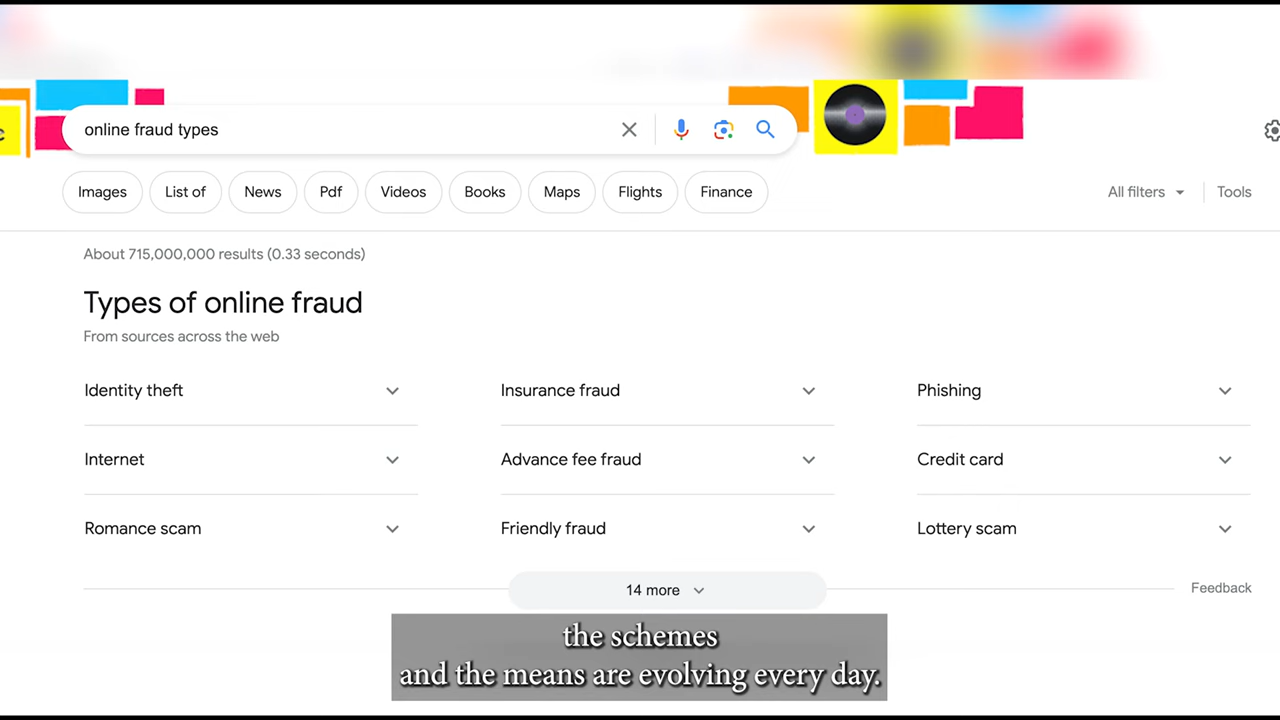 online fraud types
Images List of News Pdf Videos Books Maps Flights Finance All filters Tools
About 715,000,000 results (0.33 seconds)
Types of online fraud
From sources across the web
Identity theft Insurance fraud Phishing
Internet Advance fee fraud Credit card
Romance scam Friendly fraud Lottery scam
14 more
Feedback
the schemes
and the means are evolving every day.